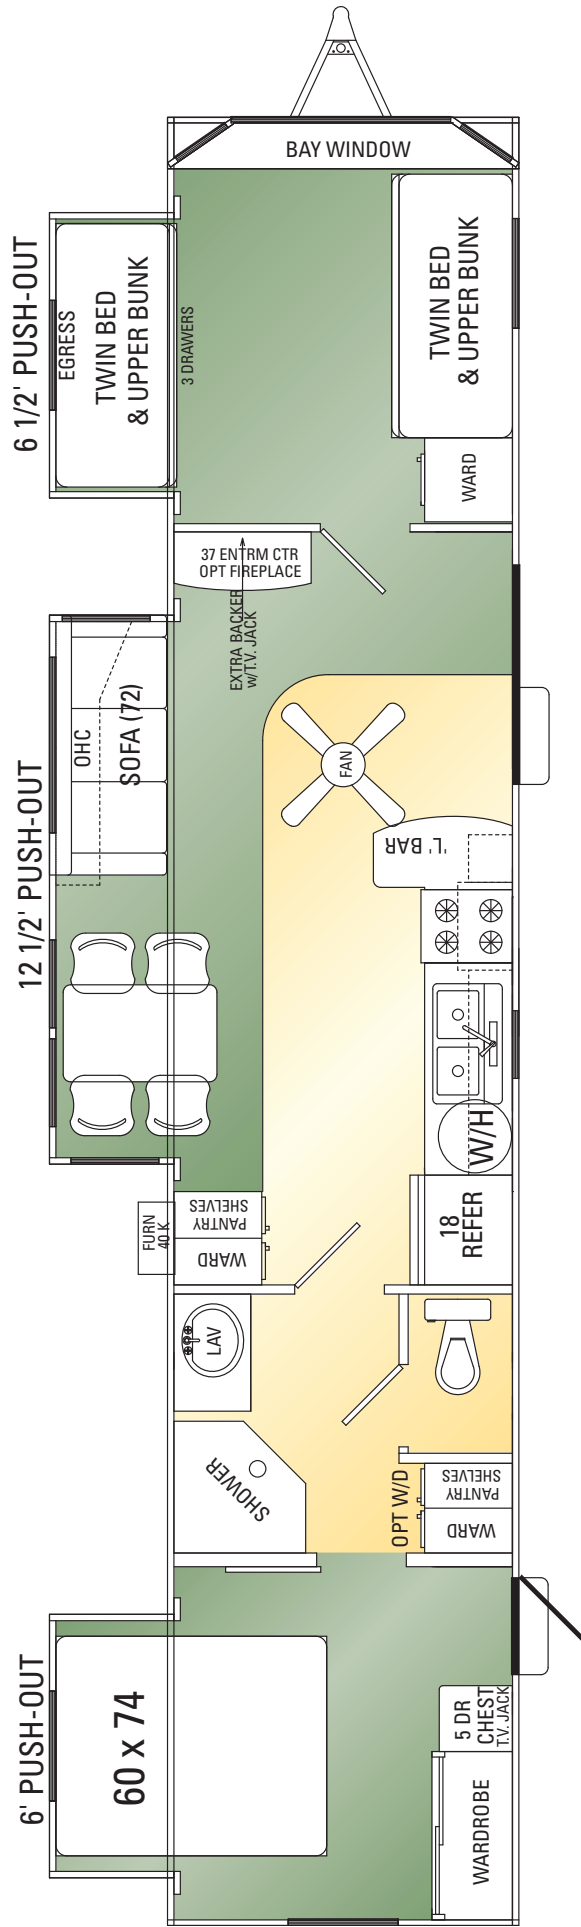 BAY WINDOW
6 1/2' PUSH-OUT
EGRESS
TWIN BED
& UPPER BUNK
3 DRAWERS
TWIN BED
& UPPER BUNK
WARD
37 ENTRM CTR
OPT FIREPLACE
EXTRA BACKER
W/T.V. JACK
12 1/2' PUSH-OUT
OHC
SOFA (72)
FAN
'L' BAR
W/H
18
REFER
PANTRY
SHELVES
WARD
FURN
40 K
LAV
SHOWER
OPT W/D
PANTRY
SHELVES
WARD
6' PUSH-OUT
60 x 74
5 DR
CHEST
T.V. JACK
WARDROBE